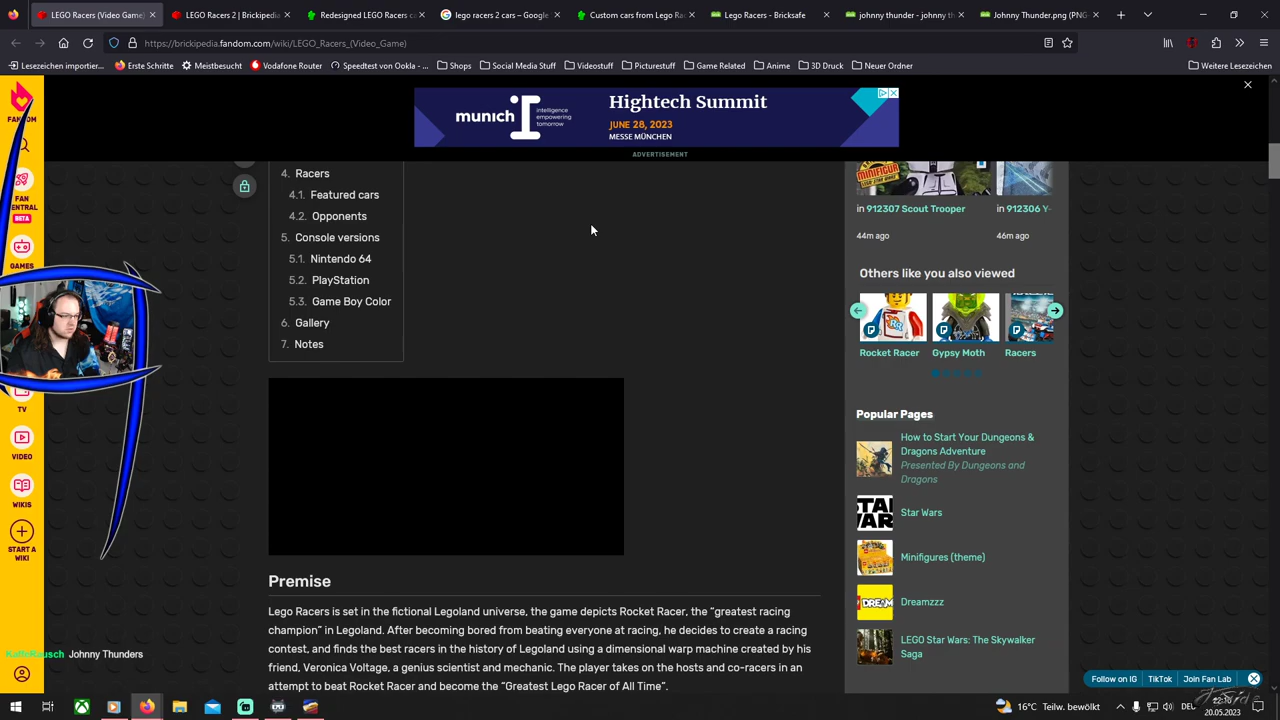 LEGO Racers (Video Game)
LEGO Racers 2 | Brickipedia
Redesigned LEGO Racers c
lego racers 2 cars – Google
Custom cars from Lego Rac
Lego Racers - Bricksafe
johnny thunder - johnny th
Johnny Thunder.png (PNG
https://brickipedia.fandom.com/wiki/LEGO_Racers_(Video_Game)
Lesezeichen importier...
Erste Schritte
Meistbesucht
Vodafone Router
Speedtest von Ookla -...
Shops
Social Media Stuff
Videostuff
Picturestuff
Game Related
Anime
3D Druck
Neuer Ordner
Weitere Lesezeichen
munich i
intelligence
empowering
tomorrow
Hightech Summit
JUNE 28, 2023
MESSE MÜNCHEN
ADVERTISEMENT
FAN
BETA
GAMES
TV
VIDEO
WIKIS
START A
WIKI
4. Racers
4.1. Featured cars
4.2. Opponents
5. Console versions
5.1. Nintendo 64
5.2. PlayStation
5.3. Game Boy Color
6. Gallery
7. Notes
Premise
Lego Racers is set in the fictional Legoland universe, the game depicts Rocket Racer, the “greatest racing
champion” in Legoland. After becoming bored from beating everyone at racing, he decides to create a racing
contest, and finds the best racers in the history of Legoland using a dimensional warp machine created by his
friend, Veronica Voltage, a genius scientist and mechanic. The player takes on the hosts and co-racers in an
attempt to beat Rocket Racer and become the “Greatest Lego Racer of All Time”.
in 912307 Scout Trooper
44m ago
in 912306 Y-
46m ago
Others like you also viewed
Rocket Racer
Gypsy Moth
Racers
Popular Pages
How to Start Your Dungeons &
Dragons Adventure
Presented By Dungeons and
Dragons
Star Wars
Minifigures (theme)
Dreamzzz
LEGO Star Wars: The Skywalker
Saga
Follow on IG
TikTok
Join Fan Lab
Johnny Thunders
16°C Teilw. bewölkt
20.05.2023